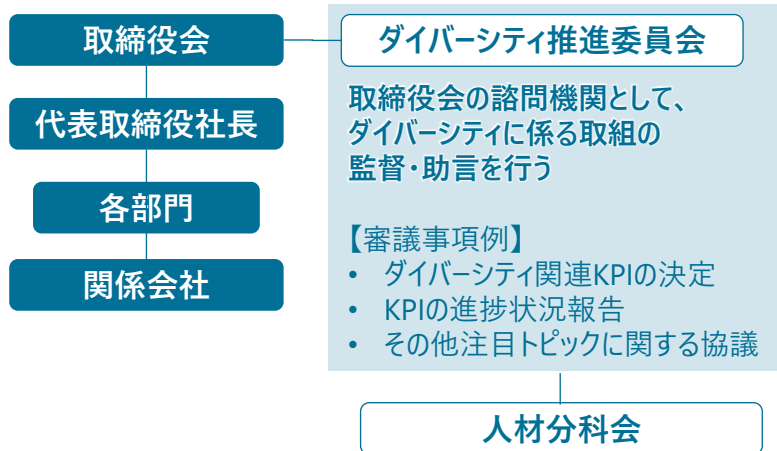 取締役会
代表取締役社長
各部門
関係会社
ダイバーシティ推進委員会
取締役会の諮問機関として、
ダイバーシティに係る取組の
監督・助言を行う
【審議事項例】
• ダイバーシティ関連KPIの決定
• KPIの進捗状況報告
• その他注目トピックに関する協議
人材分科会